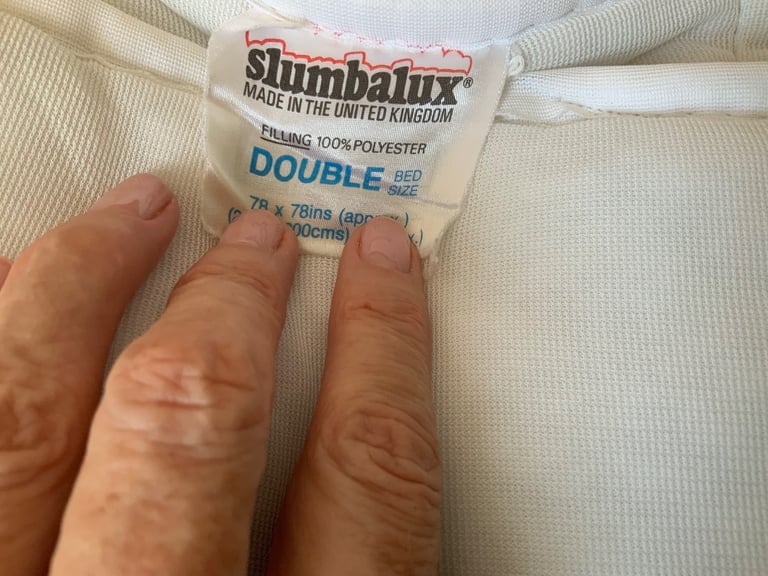 slumbalux®
MADE IN THE UNITED KINGDOM
FILLING 100% POLYESTER
DOUBLE BED SIZE
78 x 78ins